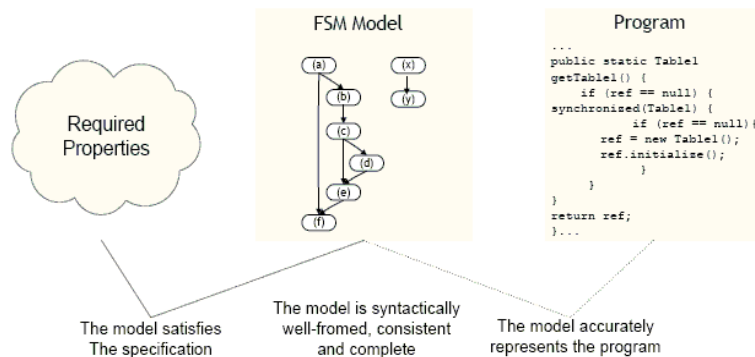 FSM Model
Program
Required
Properties
(a)
(b)
(c)
(d)
(e)
(f)
(x)
(y)
...
public static Table1
getTable1() {
if (ref == null) {
synchronized(Table1) {
if (ref == null){
ref = new Table1();
ref.initialize();
}
}
}
return ref;
}...
The model satisfies
The specification
The model is syntactically
well-fromed, consistent
and complete
The model accurately
represents the program